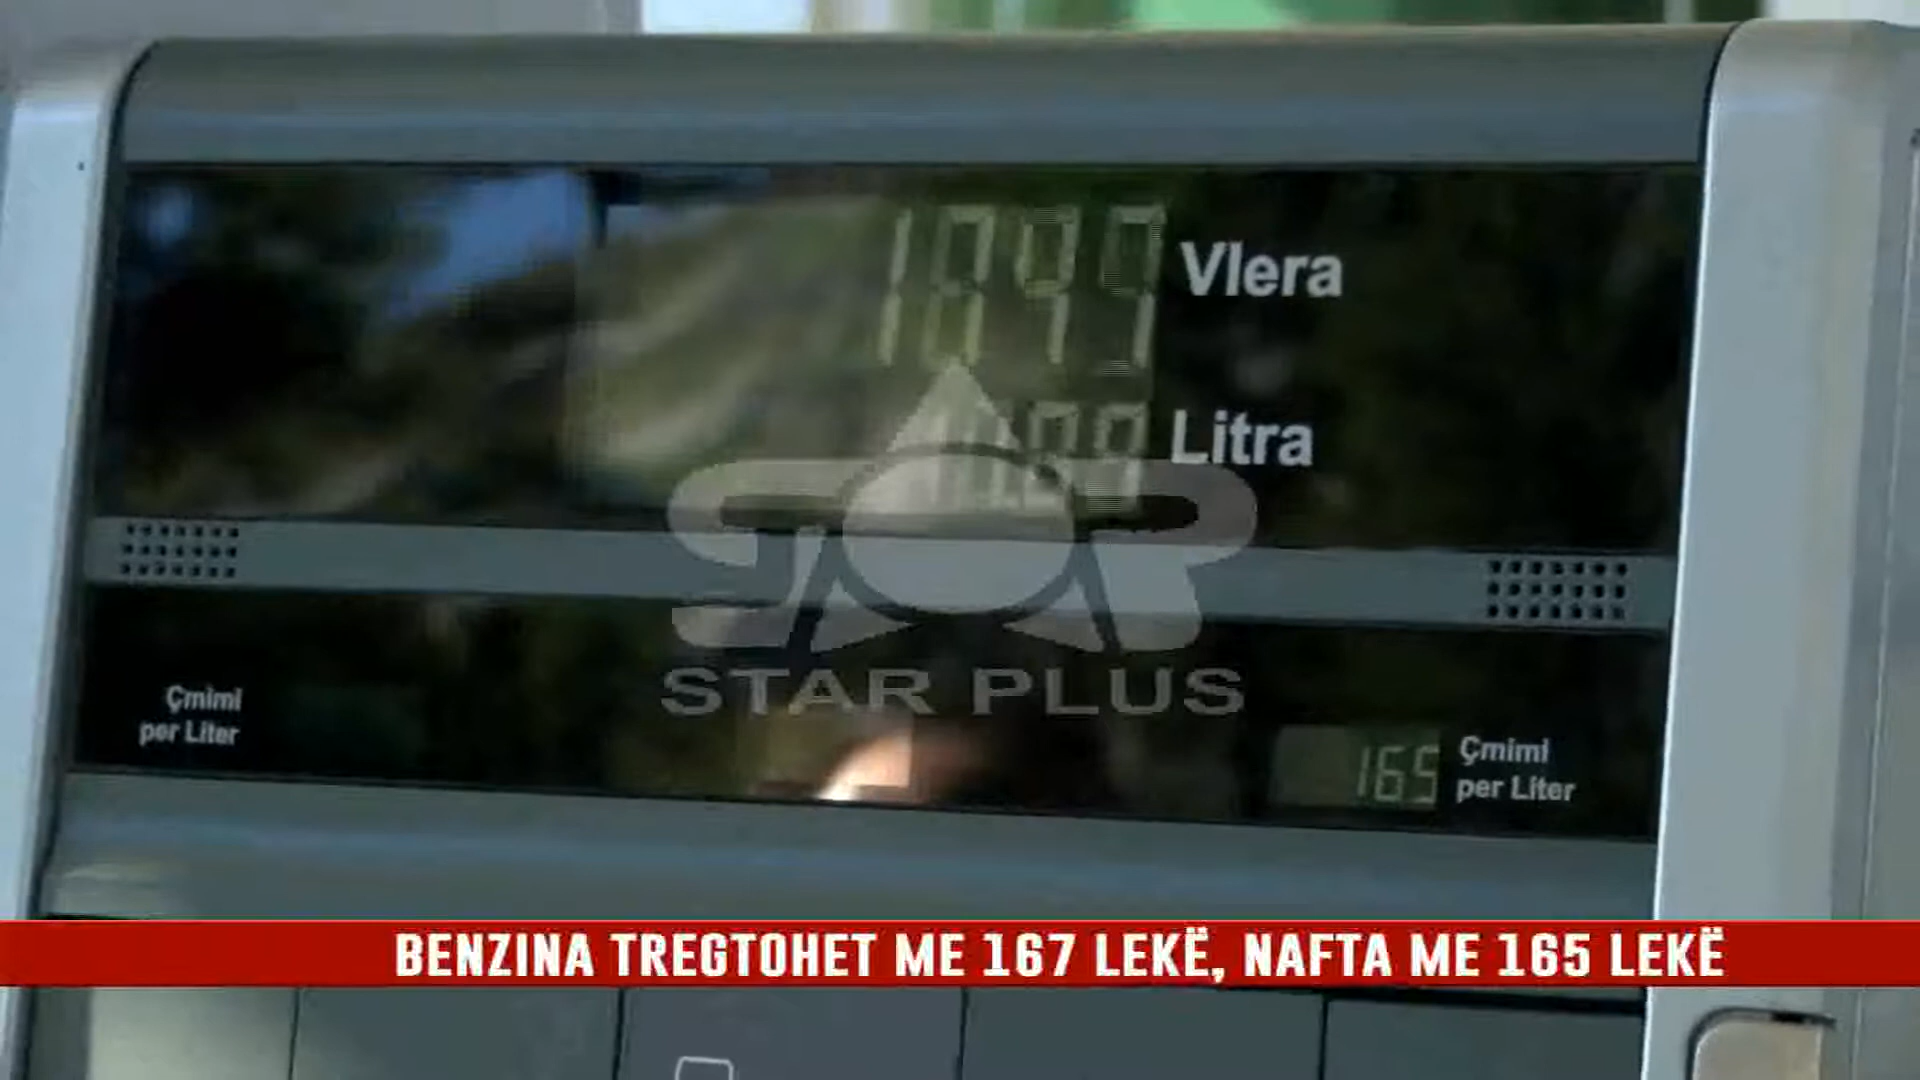 Vlera
Litra
STAR PLUS
Çmimi
per Liter
165
Çmimi
per Liter
BENZINA TREGTOHET ME 167 LEKË, NAFTA ME 165 LEKË